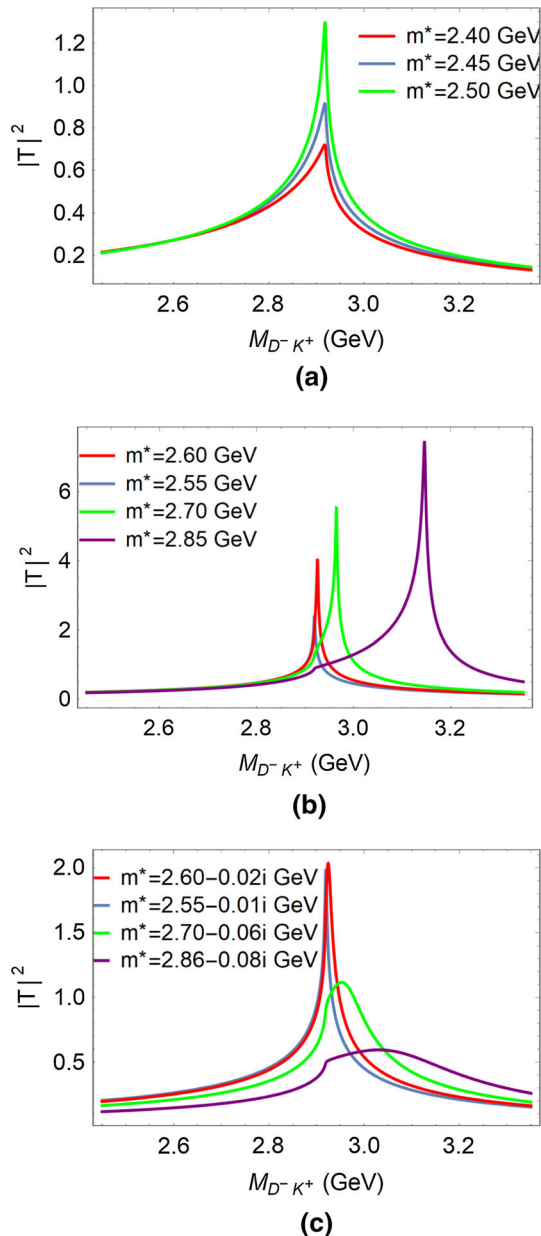 1.2
1.0
0.8
0.6
0.4
0.2
|T|²
m*=2.40 GeV
m*=2.45 GeV
m*=2.50 GeV
2.6 2.8 3.0 3.2
M_{D⁻ K⁺} (GeV)
(a)
6
4
2
0
|T|²
m*=2.60 GeV
m*=2.55 GeV
m*=2.70 GeV
m*=2.85 GeV
2.6 2.8 3.0 3.2
M_{D⁻ K⁺} (GeV)
(b)
2.0
1.5
1.0
0.5
|T|²
m*=2.60−0.02i GeV
m*=2.55−0.01i GeV
m*=2.70−0.06i GeV
m*=2.86−0.08i GeV
2.6 2.8 3.0 3.2
M_{D⁻ K⁺} (GeV)
(c)